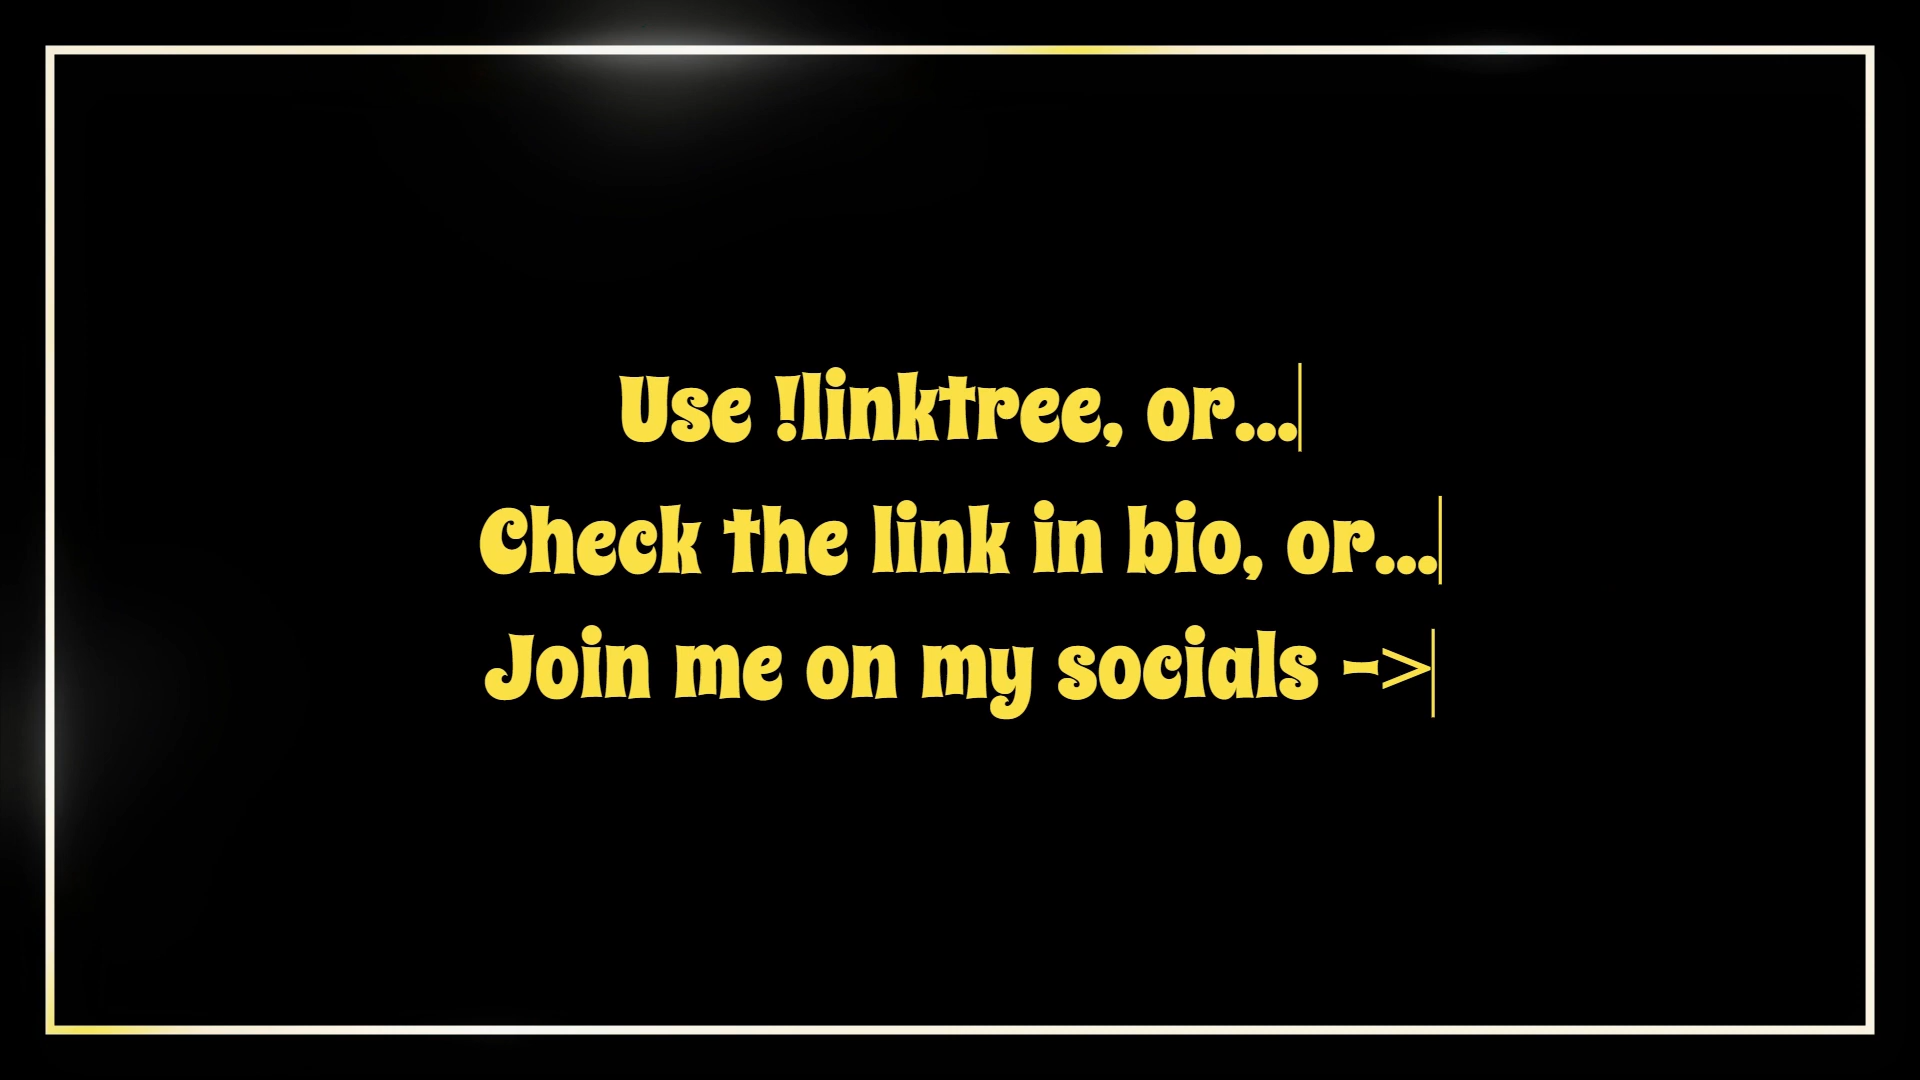 Use !linktree, or...
Check the link in bio, or...
Join me on my socials ->